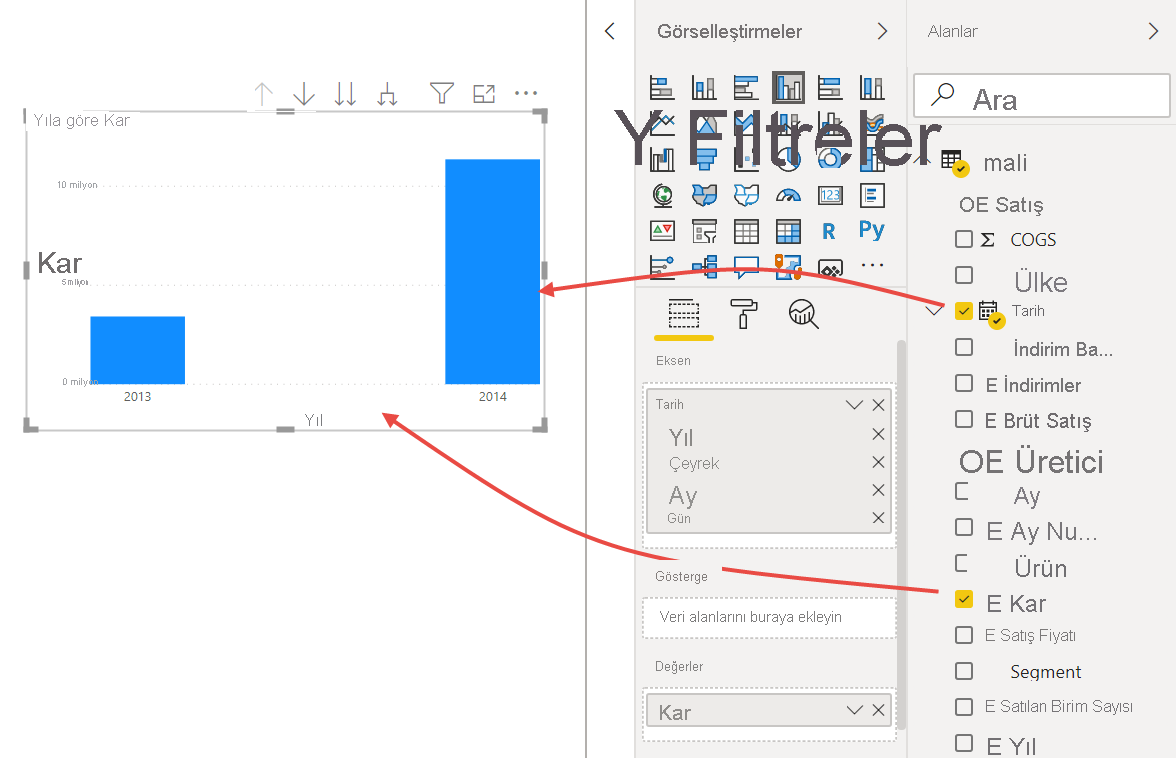 Yıla göre Kar
10 milyon
Kar
5 milyon
0 milyon
2013
2014
Yıl
Görselleştirmeler
Y Filtreler
123
R
Py
Eksen
Tarih
Yıl
Çeyrek
Ay
Gün
Gösterge
Veri alanlarını buraya ekleyin
Değerler
Kar
Alanlar
Ara
mali
OE Satış
Σ COGS
Ülke
Tarih
İndirim Ba...
E İndirimler
E Brüt Satış
OE Üretici
Ay
E Ay Nu...
Ürün
E Kar
E Satış Fiyatı
Segment
E Satılan Birim Sayısı
E Yıl